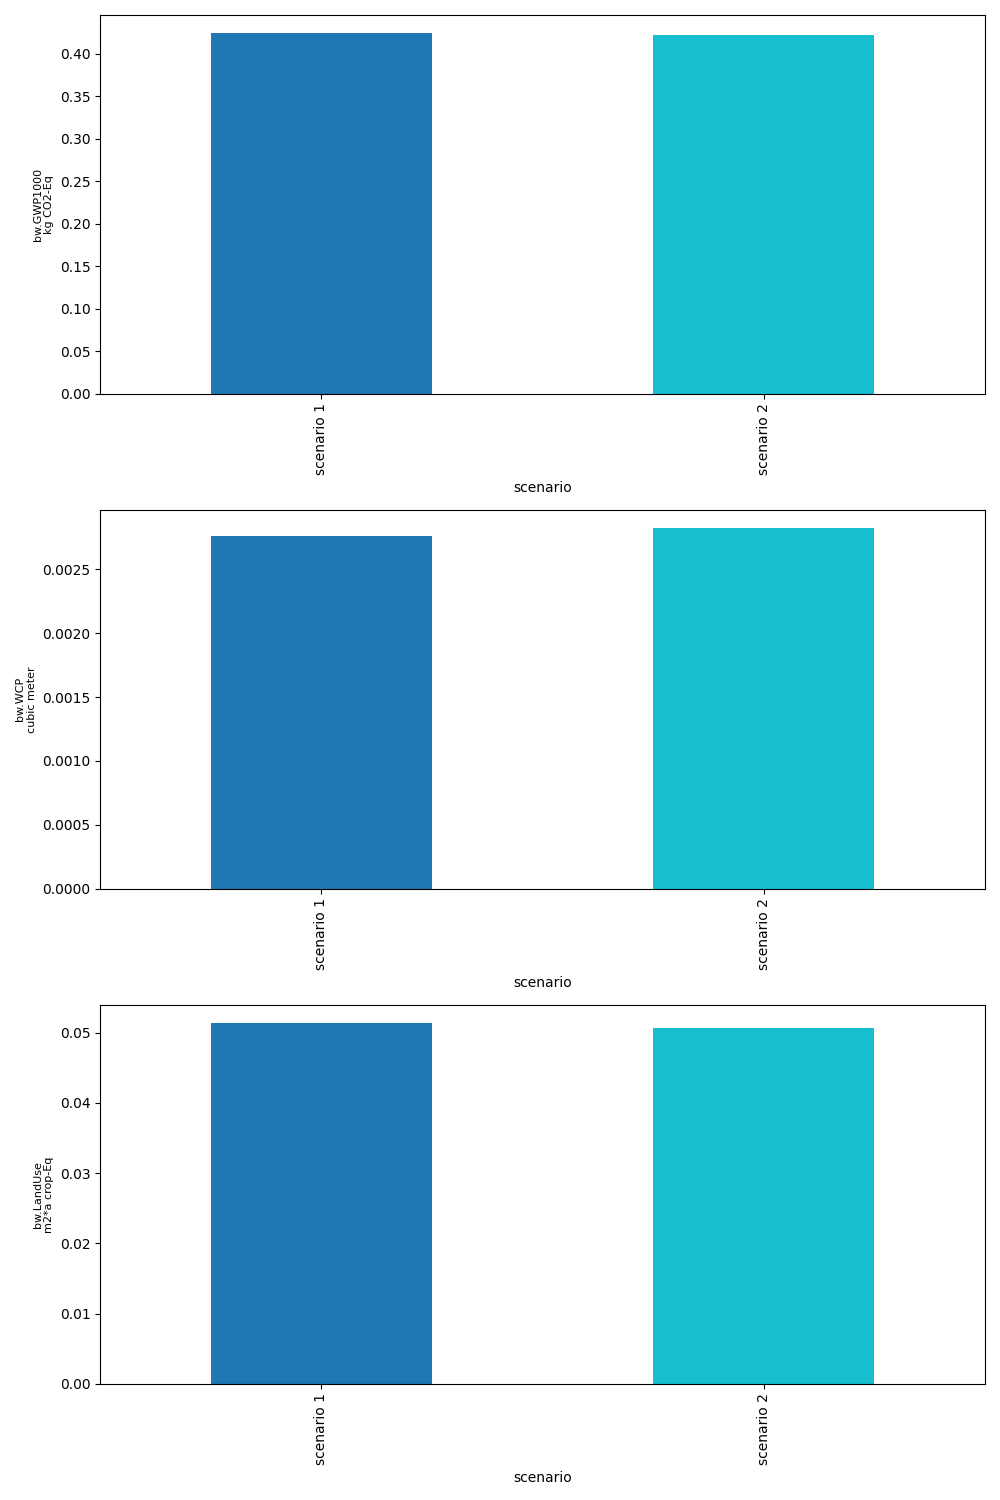 0.40
0.35
0.30
0.25
0.20
0.15
0.10
0.05
0.00
bw.GWP1000
kg CO2-Eq
scenario 1
scenario 2
scenario
0.0025
0.0020
0.0015
0.0010
0.0005
0.0000
bw.WCP
cubic meter
scenario 1
scenario 2
scenario
0.05
0.04
0.03
0.02
0.01
0.00
bw.LandUse
m2*a crop-Eq
scenario 1
scenario 2
scenario